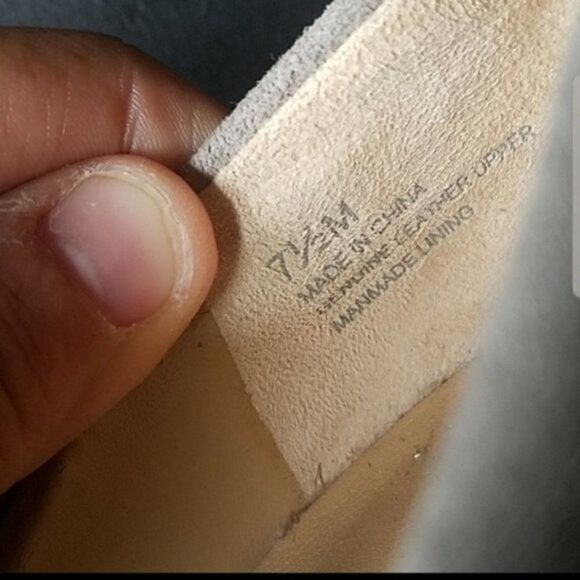 7½M
MADE IN CHINA
GENUINE LEATHER UPPER
MANMADE LINING